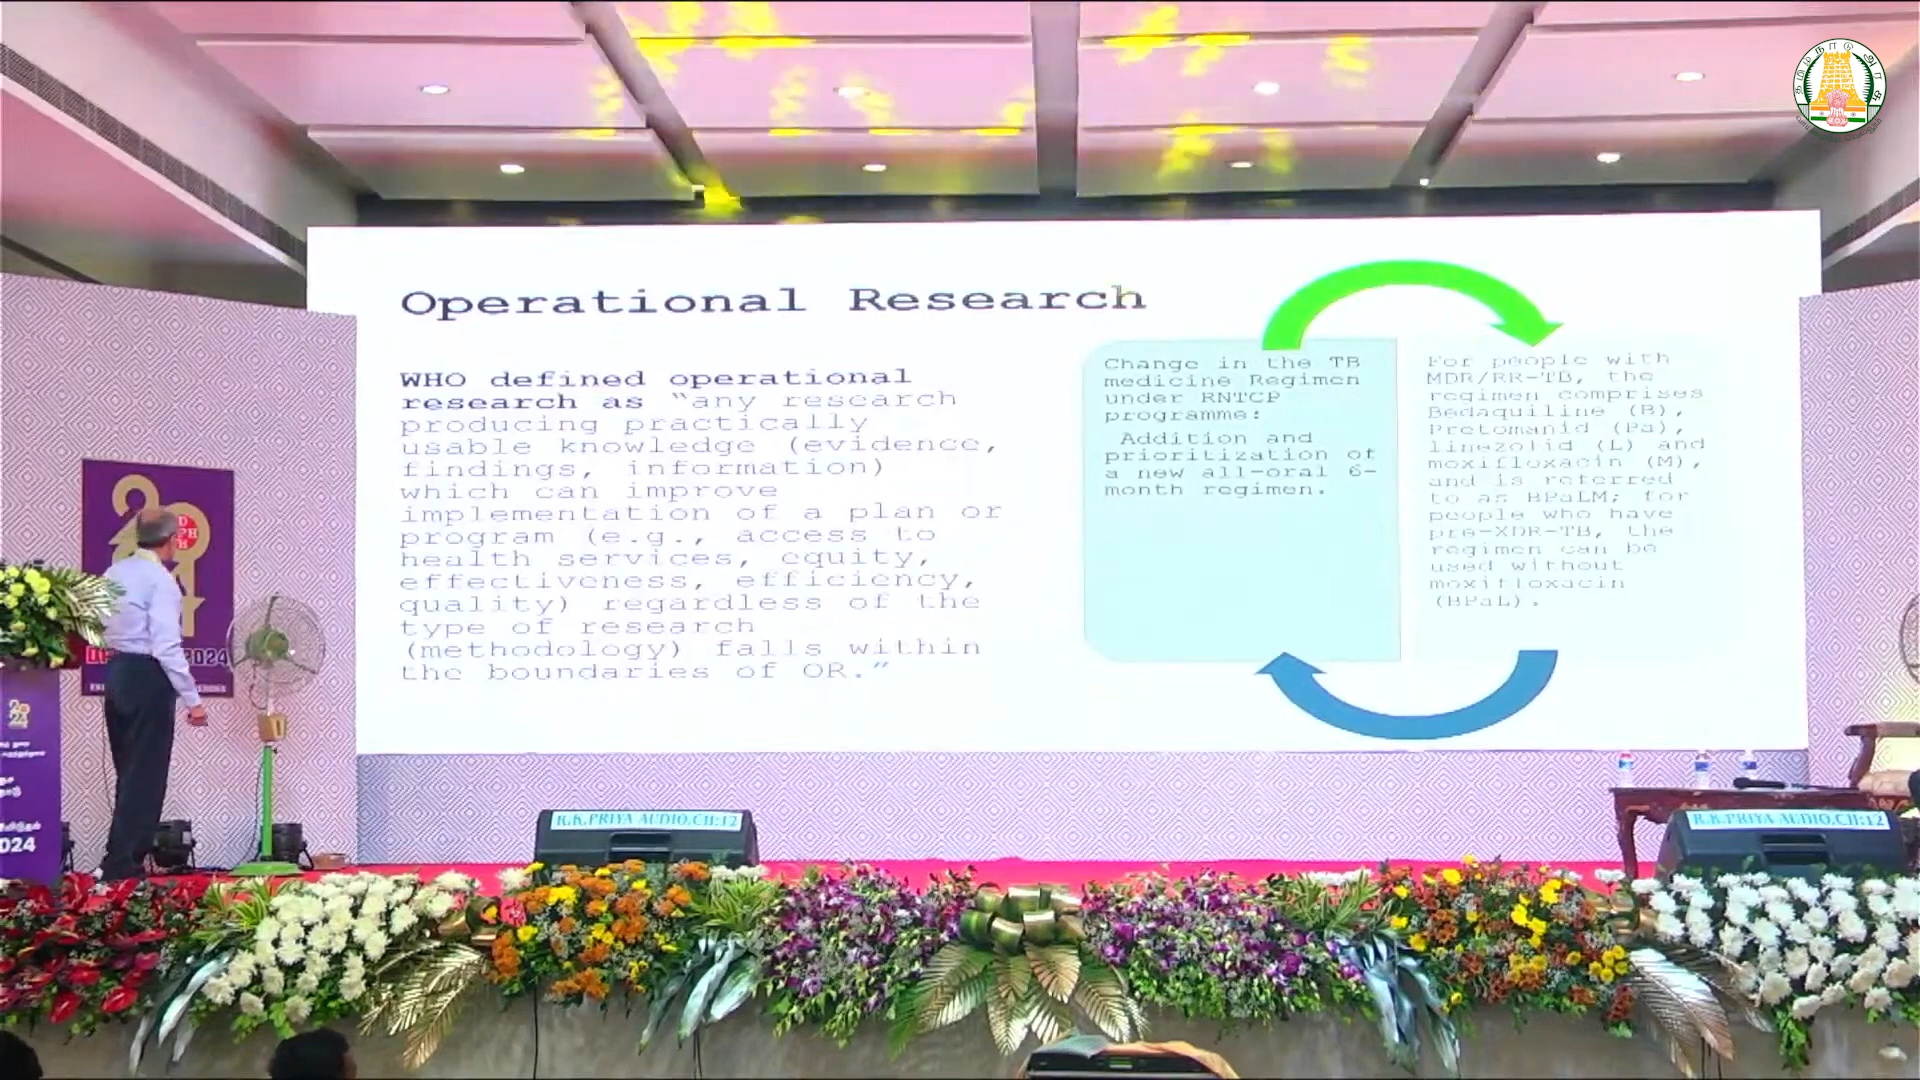 Operational Research
WHO defined operational
research as “any research
producing practically
usable knowledge (evidence,
findings, information)
which can improve
implementation of a plan or
program (e.g., access to
health services, equity,
effectiveness, efficiency,
quality) regardless of the
type of research
(methodology) falls within
the boundaries of OR.”
Change in the TB
medicine Regimen
under RNTCP
programme:
Addition and
prioritization of
a new all-oral 6-
month regimen.
For people with
MDR/RR-TB, the
regimen comprises
Bedaquiline (B),
Pretomanid (Pa),
linezolid (L) and
moxifloxacin (M),
and is referred
to as BPaLM; for
people who have
pre-XDR-TB, the
regimen can be
used without
moxifloxacin
(BPaL).
2024
024
R.K.PRIYA AUDIO.CH:12
R.K.PRIYA AUDIO.CH:12